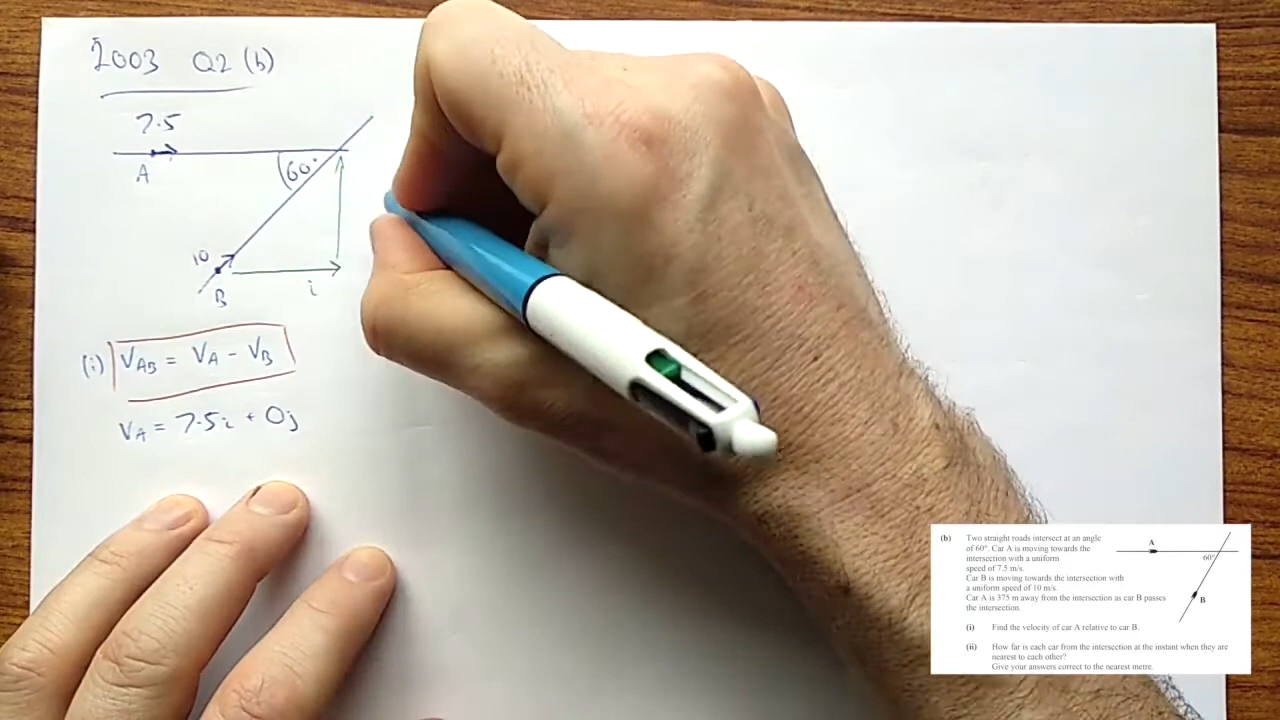 2003 Q2 (b)
7.5
A
60°
10
B
i
(i) VAB = VA - VB
VA = 7.5i + 0j
(b) Two straight roads intersect at an angle
of 60°. Car A is moving towards the
intersection with a uniform
speed of 7.5 m/s.
Car B is moving towards the intersection with
a uniform speed of 10 m/s.
Car A is 375 m away from the intersection as car B passes
the intersection.
A
60°
B
(i) Find the velocity of car A relative to car B.
(ii) How far is each car from the intersection at the instant when they are
nearest to each other?
Give your answers correct to the nearest metre.